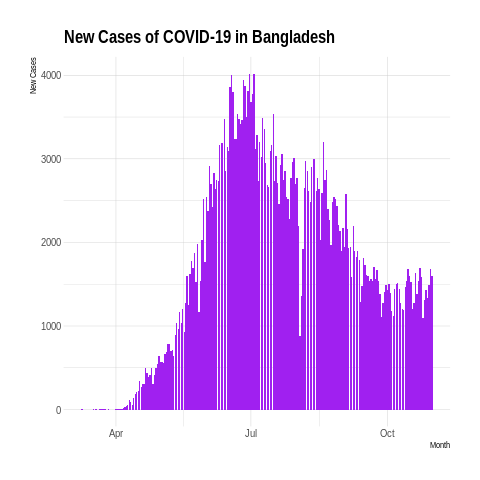 New Cases of COVID-19 in Bangladesh
New Cases
4000
3000
2000
1000
0
Apr
Jul
Oct
Month